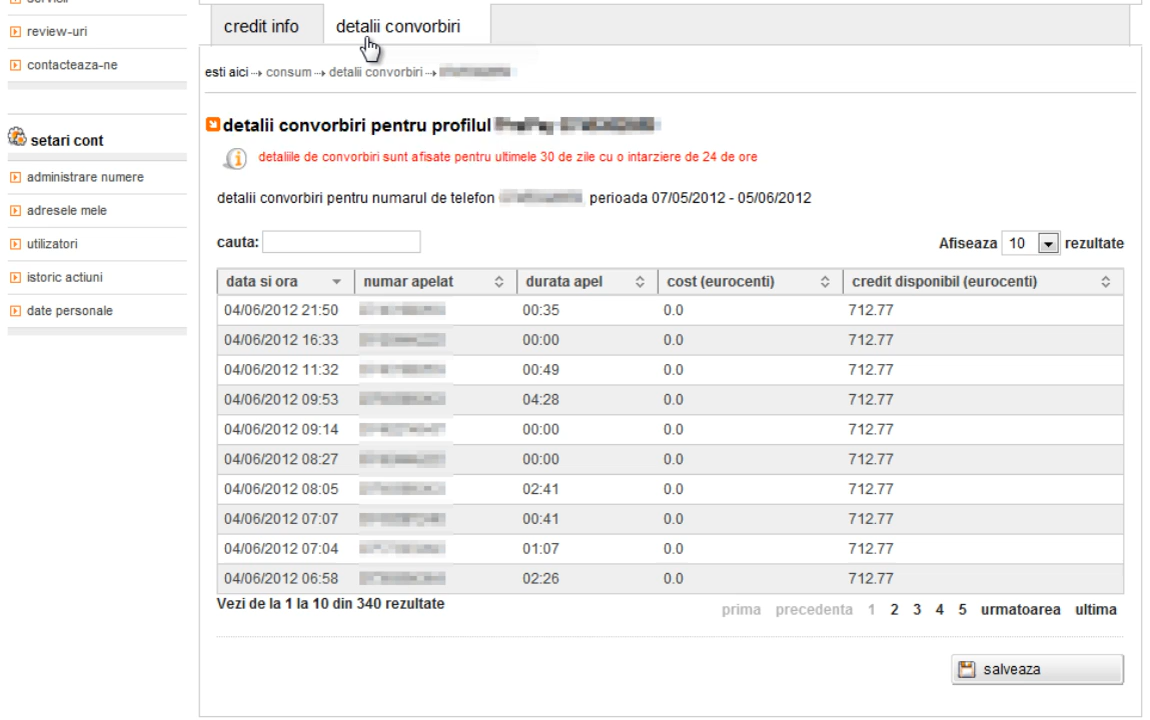 servicii
review-uri
contacteaza-ne
setari cont
administrare numere
adresele mele
utilizatori
istoric actiuni
date personale
credit info detalii convorbiri
esti aici → consum → detalii convorbiri →
detalii convorbiri pentru profilul
detaliile de convorbiri sunt afisate pentru ultimele 30 de zile cu o intarziere de 24 de ore
detalii convorbiri pentru numarul de telefon , perioada 07/05/2012 - 05/06/2012
cauta: Afiseaza 10 rezultate
data si ora numar apelat durata apel cost (eurocenti) credit disponibil (eurocenti)
04/06/2012 21:50 00:35 0.0 712.77
04/06/2012 16:33 00:00 0.0 712.77
04/06/2012 11:32 00:49 0.0 712.77
04/06/2012 09:53 04:28 0.0 712.77
04/06/2012 09:14 00:00 0.0 712.77
04/06/2012 08:27 00:00 0.0 712.77
04/06/2012 08:05 02:41 0.0 712.77
04/06/2012 07:07 00:41 0.0 712.77
04/06/2012 07:04 01:07 0.0 712.77
04/06/2012 06:58 02:26 0.0 712.77
Vezi de la 1 la 10 din 340 rezultate
prima precedenta 1 2 3 4 5 urmatoarea ultima
salveaza